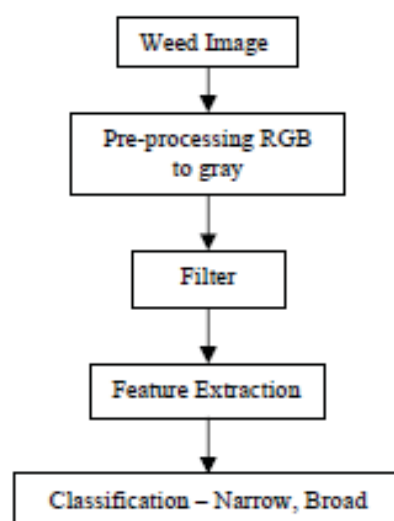 Weed Image
Pre-processing RGB
to gray
Filter
Feature Extraction
Classification – Narrow, Broad